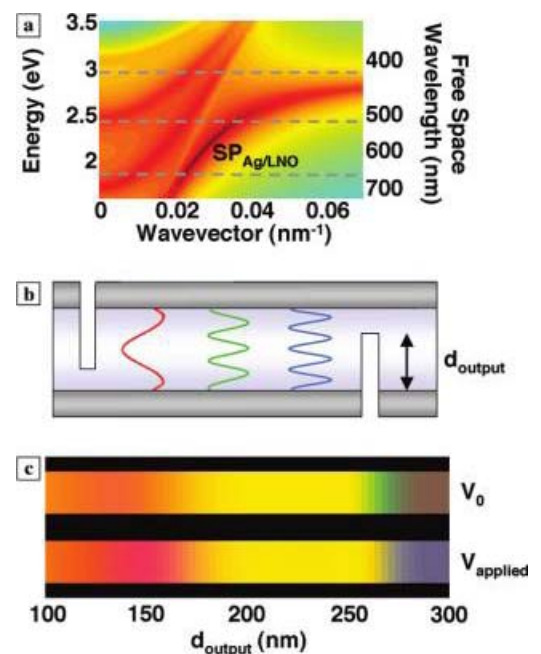 a
3.5
3
2.5
2
Energy (eV)
400
500
600
700
Free Space
Wavelength (nm)
SPAg/LNO
0 0.02 0.04 0.06
Wavevector (nm⁻¹)
b
doutput
c
V0
Vapplied
100 150 200 250 300
doutput (nm)